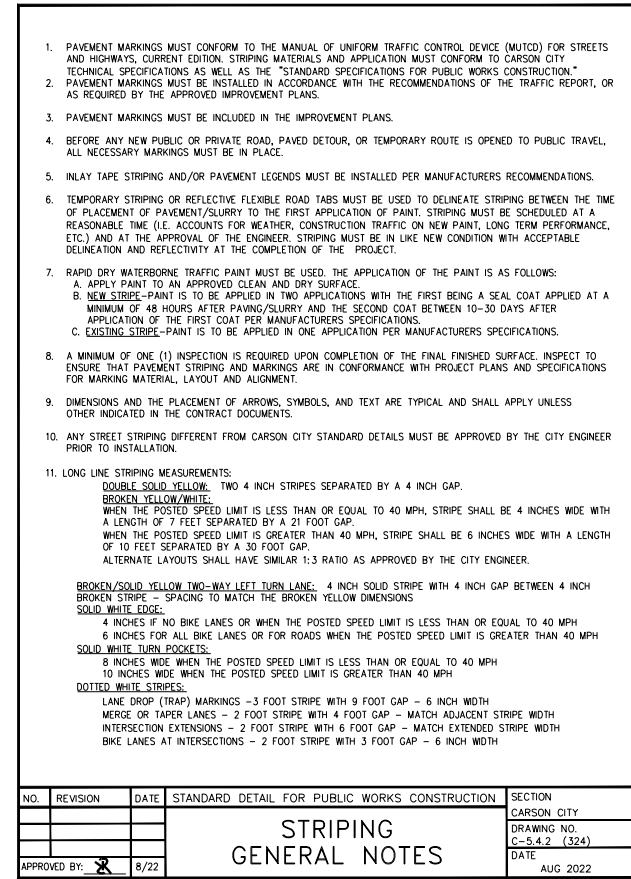 1. PAVEMENT MARKINGS MUST CONFORM TO THE MANUAL OF UNIFORM TRAFFIC CONTROL DEVICE (MUTCD) FOR STREETS
AND HIGHWAYS, CURRENT EDITION. STRIPING MATERIALS AND APPLICATION MUST CONFORM TO CARSON CITY
TECHNICAL SPECIFICATIONS AS WELL AS THE "STANDARD SPECIFICATIONS FOR PUBLIC WORKS CONSTRUCTION."
2. PAVEMENT MARKINGS MUST BE INSTALLED IN ACCORDANCE WITH THE RECOMMENDATIONS OF THE TRAFFIC REPORT, OR
AS REQUIRED BY THE APPROVED IMPROVEMENT PLANS.
3. PAVEMENT MARKINGS MUST BE INCLUDED IN THE IMPROVEMENT PLANS.
4. BEFORE ANY NEW PUBLIC OR PRIVATE ROAD, PAVED DETOUR, OR TEMPORARY ROUTE IS OPENED TO PUBLIC TRAVEL,
ALL NECESSARY MARKINGS MUST BE IN PLACE.
5. INLAY TAPE STRIPING AND/OR PAVEMENT LEGENDS MUST BE INSTALLED PER MANUFACTURERS RECOMMENDATIONS.
6. TEMPORARY STRIPING OR REFLECTIVE FLEXIBLE ROAD TABS MUST BE USED TO DELINEATE STRIPING BETWEEN THE TIME
OF PLACEMENT OF PAVEMENT/SLURRY TO THE FIRST APPLICATION OF PAINT. STRIPING MUST BE SCHEDULED AT A
REASONABLE TIME (I.E. ACCOUNTS FOR WEATHER, CONSTRUCTION TRAFFIC ON NEW PAINT, LONG TERM PERFORMANCE,
ETC.) AND AT THE APPROVAL OF THE ENGINEER. STRIPING MUST BE IN LIKE NEW CONDITION WITH ACCEPTABLE
DELINEATION AND REFLECTIVITY AT THE COMPLETION OF THE PROJECT.
7. RAPID DRY WATERBORNE TRAFFIC PAINT MUST BE USED. THE APPLICATION OF THE PAINT IS AS FOLLOWS:
A. APPLY PAINT TO AN APPROVED CLEAN AND DRY SURFACE.
B. NEW STRIPE-PAINT IS TO BE APPLIED IN TWO APPLICATIONS WITH THE FIRST BEING A SEAL COAT APPLIED AT A
MINIMUM OF 48 HOURS AFTER PAVING/SLURRY AND THE SECOND COAT BETWEEN 10-30 DAYS AFTER
APPLICATION OF THE FIRST COAT PER MANUFACTURERS SPECIFICATIONS.
C. EXISTING STRIPE-PAINT IS TO BE APPLIED IN ONE APPLICATION PER MANUFACTURERS SPECIFICATIONS.
8. A MINIMUM OF ONE (1) INSPECTION IS REQUIRED UPON COMPLETION OF THE FINAL FINISHED SURFACE. INSPECT TO
ENSURE THAT PAVEMENT STRIPING AND MARKINGS ARE IN CONFORMANCE WITH PROJECT PLANS AND SPECIFICATIONS
FOR MARKING MATERIAL, LAYOUT AND ALIGNMENT.
9. DIMENSIONS AND THE PLACEMENT OF ARROWS, SYMBOLS, AND TEXT ARE TYPICAL AND SHALL APPLY UNLESS
OTHER INDICATED IN THE CONTRACT DOCUMENTS.
10. ANY STREET STRIPING DIFFERENT FROM CARSON CITY STANDARD DETAILS MUST BE APPROVED BY THE CITY ENGINEER
PRIOR TO INSTALLATION.
11. LONG LINE STRIPING MEASUREMENTS:
DOUBLE SOLID YELLOW: TWO 4 INCH STRIPES SEPARATED BY A 4 INCH GAP.
BROKEN YELLOW/WHITE:
WHEN THE POSTED SPEED LIMIT IS LESS THAN OR EQUAL TO 40 MPH, STRIPE SHALL BE 4 INCHES WIDE WITH
A LENGTH OF 7 FEET SEPARATED BY A 21 FOOT GAP.
WHEN THE POSTED SPEED LIMIT IS GREATER THAN 40 MPH, STRIPE SHALL BE 6 INCHES WIDE WITH A LENGTH
OF 10 FEET SEPARATED BY A 30 FOOT GAP.
ALTERNATE LAYOUTS SHALL HAVE SIMILAR 1:3 RATIO AS APPROVED BY THE CITY ENGINEER.
BROKEN/SOLID YELLOW TWO-WAY LEFT TURN LANE: 4 INCH SOLID STRIPE WITH 4 INCH GAP BETWEEN 4 INCH
BROKEN STRIPE - SPACING TO MATCH THE BROKEN YELLOW DIMENSIONS
SOLID WHITE EDGE:
4 INCHES IF NO BIKE LANES OR WHEN THE POSTED SPEED LIMIT IS LESS THAN OR EQUAL TO 40 MPH
6 INCHES FOR ALL BIKE LANES OR FOR ROADS WHEN THE POSTED SPEED LIMIT IS GREATER THAN 40 MPH
SOLID WHITE TURN POCKETS:
8 INCHES WIDE WHEN THE POSTED SPEED LIMIT IS LESS THAN OR EQUAL TO 40 MPH
10 INCHES WIDE WHEN THE POSTED SPEED LIMIT IS GREATER THAN 40 MPH
DOTTED WHITE STRIPES:
LANE DROP (TRAP) MARKINGS -3 FOOT STRIPE WITH 9 FOOT GAP - 6 INCH WIDTH
MERGE OR TAPER LANES - 2 FOOT STRIPE WITH 4 FOOT GAP - MATCH ADJACENT STRIPE WIDTH
INTERSECTION EXTENSIONS - 2 FOOT STRIPE WITH 6 FOOT GAP - MATCH EXTENDED STRIPE WIDTH
BIKE LANES AT INTERSECTIONS - 2 FOOT STRIPE WITH 3 FOOT GAP - 6 INCH WIDTH
NO. REVISION DATE STANDARD DETAIL FOR PUBLIC WORKS CONSTRUCTION SECTION
CARSON CITY
STRIPING
GENERAL NOTES
DRAWING NO.
C-5.4.2 (324)
DATE
AUG 2022
APPROVED BY: 8/22